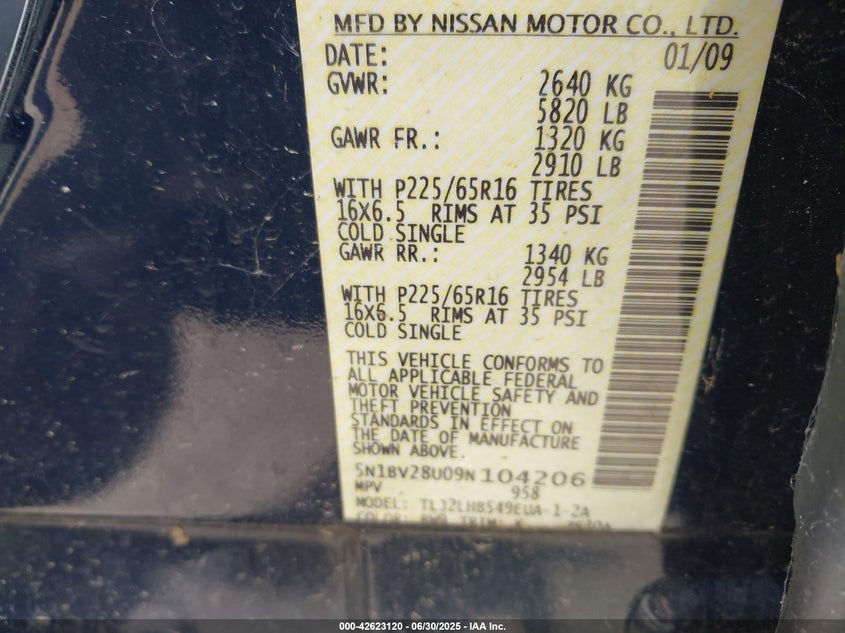 MFD BY NISSAN MOTOR CO., LTD.
DATE: 01/09
GVWR: 2640 KG
5820 LB
GAWR FR.: 1320 KG
2910 LB
WITH P225/65R16 TIRES
16X6.5 RIMS AT 35 PSI
COLD SINGLE
GAWR RR.: 1340 KG
2954 LB
WITH P225/65R16 TIRES
16X6.5 RIMS AT 35 PSI
COLD SINGLE
THIS VEHICLE CONFORMS TO
ALL APPLICABLE FEDERAL
MOTOR VEHICLE SAFETY AND
THEFT PREVENTION
STANDARDS IN EFFECT ON
THE DATE OF MANUFACTURE
SHOWN ABOVE.
5N1BV28U09N104206
MPV 958
MODEL: TLJ2LHB549EUA-1-2A
COLOR: TRIM: K
000-42623120 - 06/30/2025 - IAA Inc.